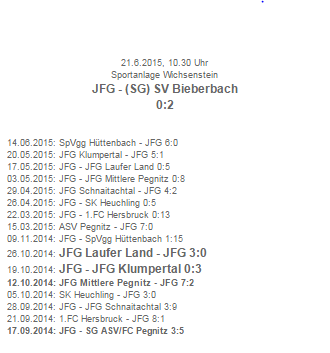 21.6.2015, 10.30 Uhr
Sportanlage Wichsenstein
JFG - (SG) SV Bieberbach
0:2
14.06.2015: SpVgg Hüttenbach - JFG 6:0
20.05.2015: JFG Klumpertal - JFG 5:1
17.05.2015: JFG - JFG Laufer Land 0:5
03.05.2015: JFG - JFG Mittlere Pegnitz 0:8
29.04.2015: JFG Schnaitachtal - JFG 4:2
26.04.2015: JFG - SK Heuchling 0:5
22.03.2015: JFG - 1.FC Hersbruck 0:13
15.03.2015: ASV Pegnitz - JFG 7:0
09.11.2014: JFG - SpVgg Hüttenbach 1:15
26.10.2014: JFG Laufer Land - JFG 3:0
19.10.2014: JFG - JFG Klumpertal 0:3
12.10.2014: JFG Mittlere Pegnitz - JFG 7:2
05.10.2014: SK Heuchling - JFG 3:0
28.09.2014: JFG - JFG Schnaitachtal 3:9
21.09.2014: 1.FC Hersbruck - JFG 8:1
17.09.2014: JFG - SG ASV/FC Pegnitz 3:5